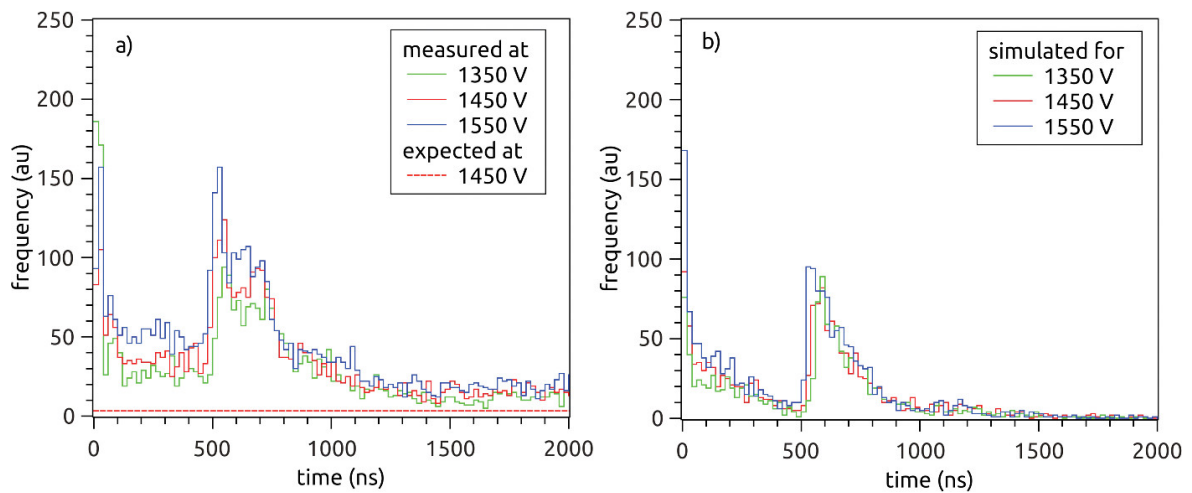 a)
measured at
1350 V
1450 V
1550 V
expected at
1450 V
250
200
150
100
50
0
frequency (au)
0 500 1000 1500 2000
time (ns)
b)
simulated for
1350 V
1450 V
1550 V
250
200
150
100
50
0
frequency (au)
0 500 1000 1500 2000
time (ns)